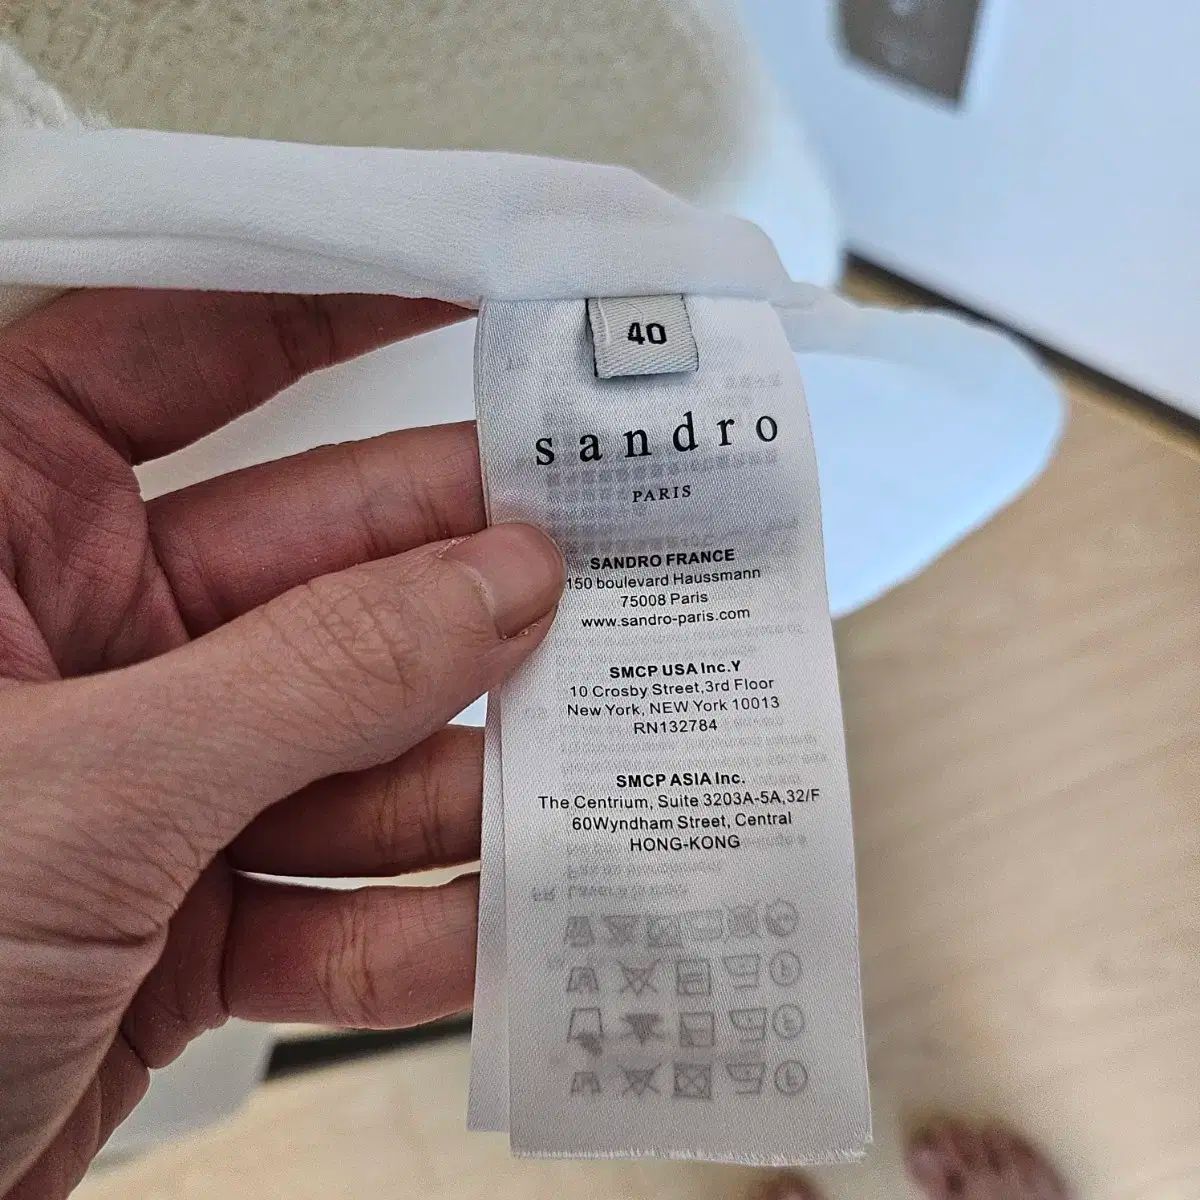 40
sandro
PARIS
SANDRO FRANCE
150 boulevard Haussmann
75008 Paris
www.sandro-paris.com
SMCP USA Inc.Y
10 Crosby Street,3rd Floor
New York, NEW York 10013
RN132784
SMCP ASIA Inc.
The Centrium, Suite 3203A-5A,32/F
60Wyndham Street, Central
HONG-KONG